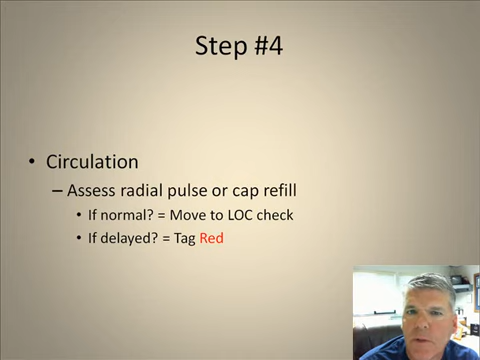 Step #4
• Circulation
– Assess radial pulse or cap refill
• If normal? = Move to LOC check
• If delayed? = Tag Red